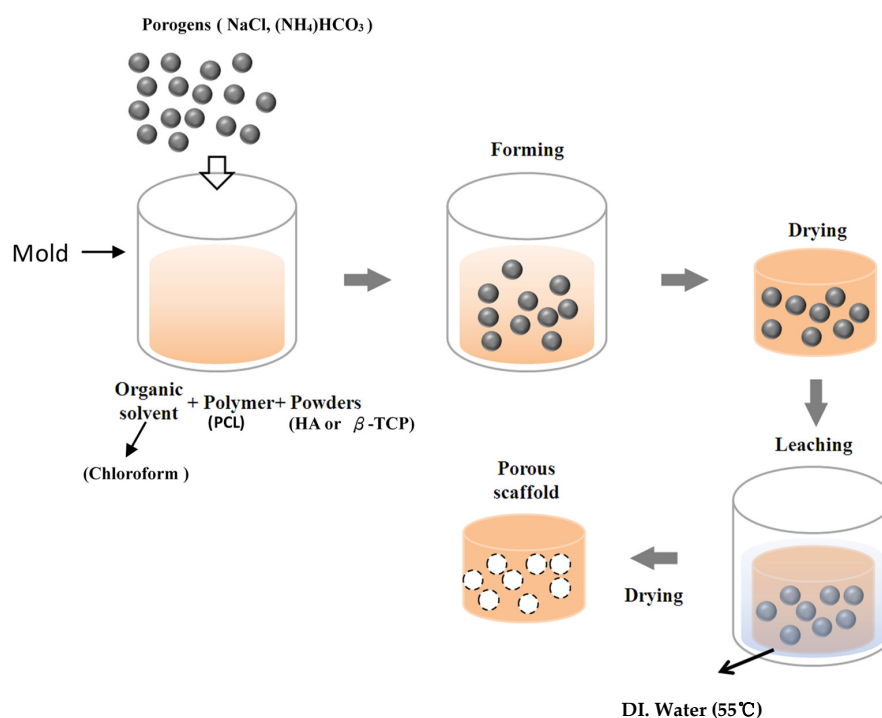 Porogens ( NaCl, (NH₄)HCO₃ )
Mold
Organic
solvent
+ Polymer+ Powders
(PCL)
(HA or β-TCP)
(Chloroform )
Forming
Drying
Leaching
DI. Water (55℃)
Drying
Porous
scaffold